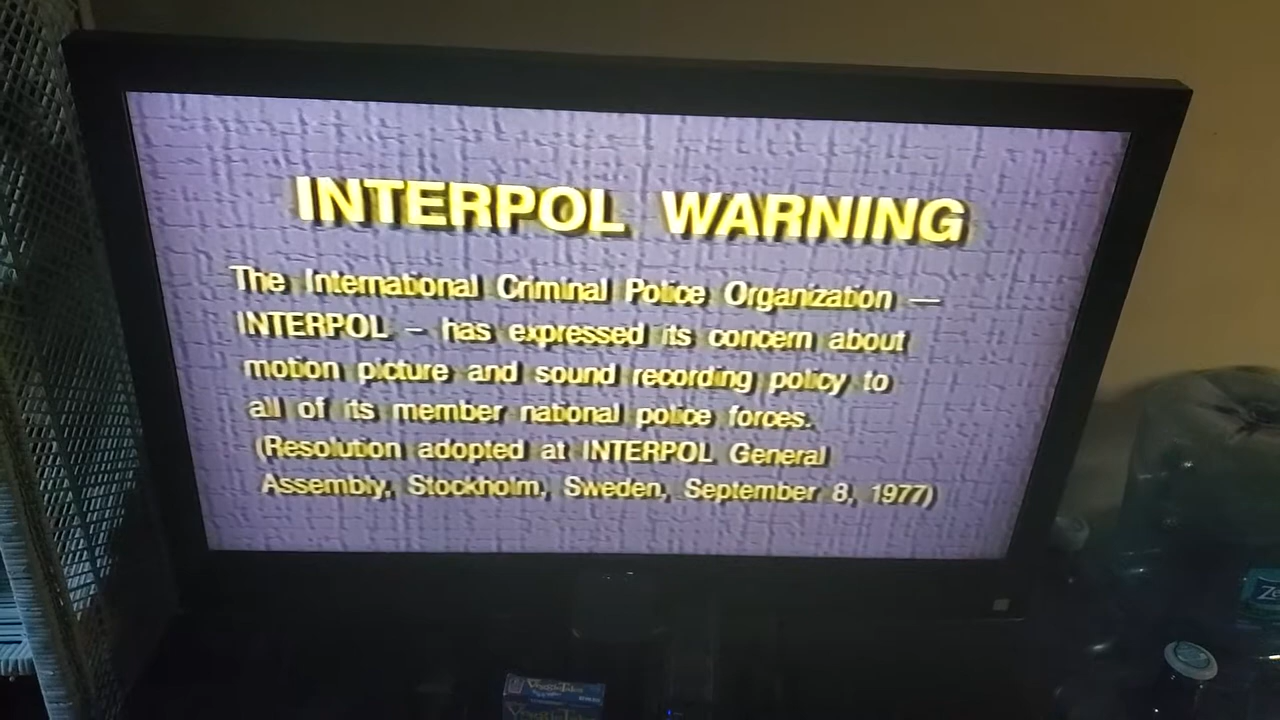 INTERPOL WARNING
The International Criminal Police Organization —
INTERPOL – has expressed its concern about
motion picture and sound recording policy to
all of its member national police forces.
(Resolution adopted at INTERPOL General
Assembly, Stockholm, Sweden, September 8, 1977)
VeggieTales
VeggieTales